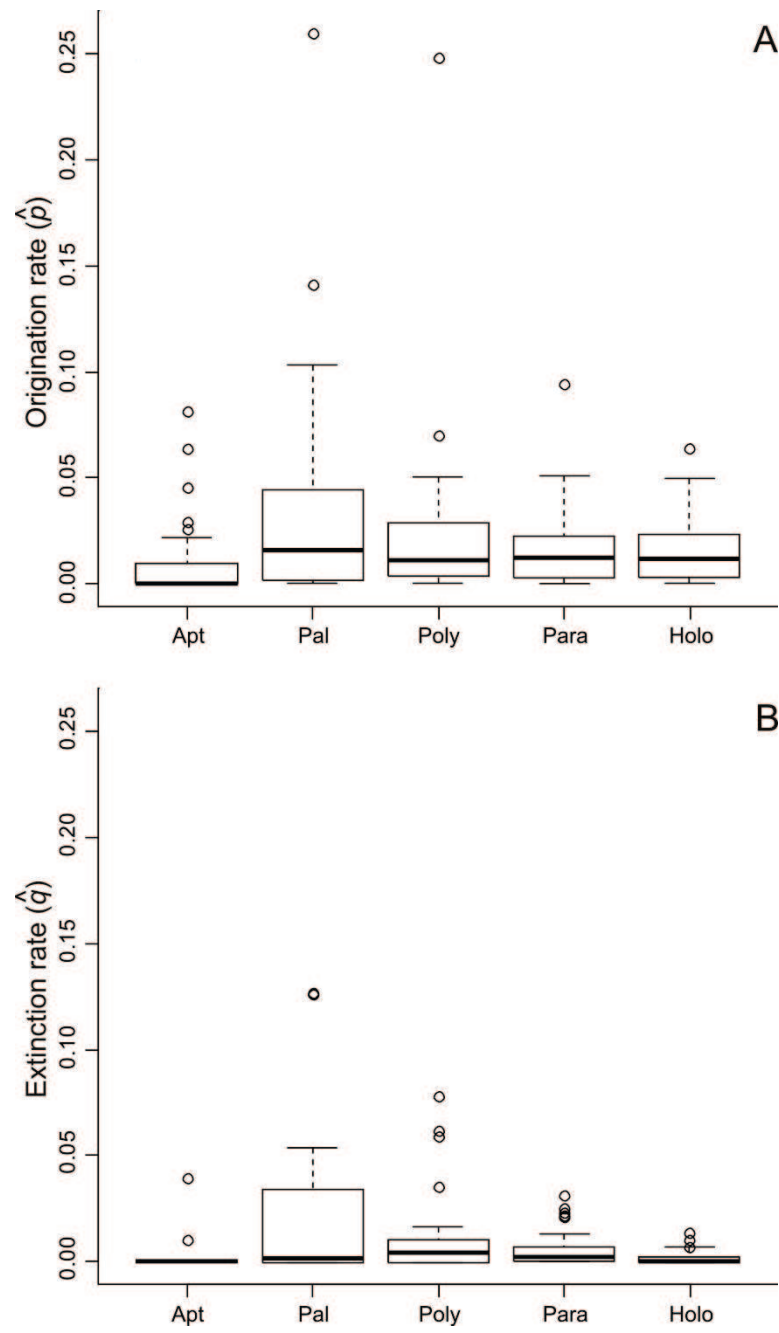 A
Origination rate (p̂)
0.25
0.20
0.15
0.10
0.05
0.00
Apt Pal Poly Para Holo
B
Extinction rate (q̂)
0.25
0.20
0.15
0.10
0.05
0.00
Apt Pal Poly Para Holo